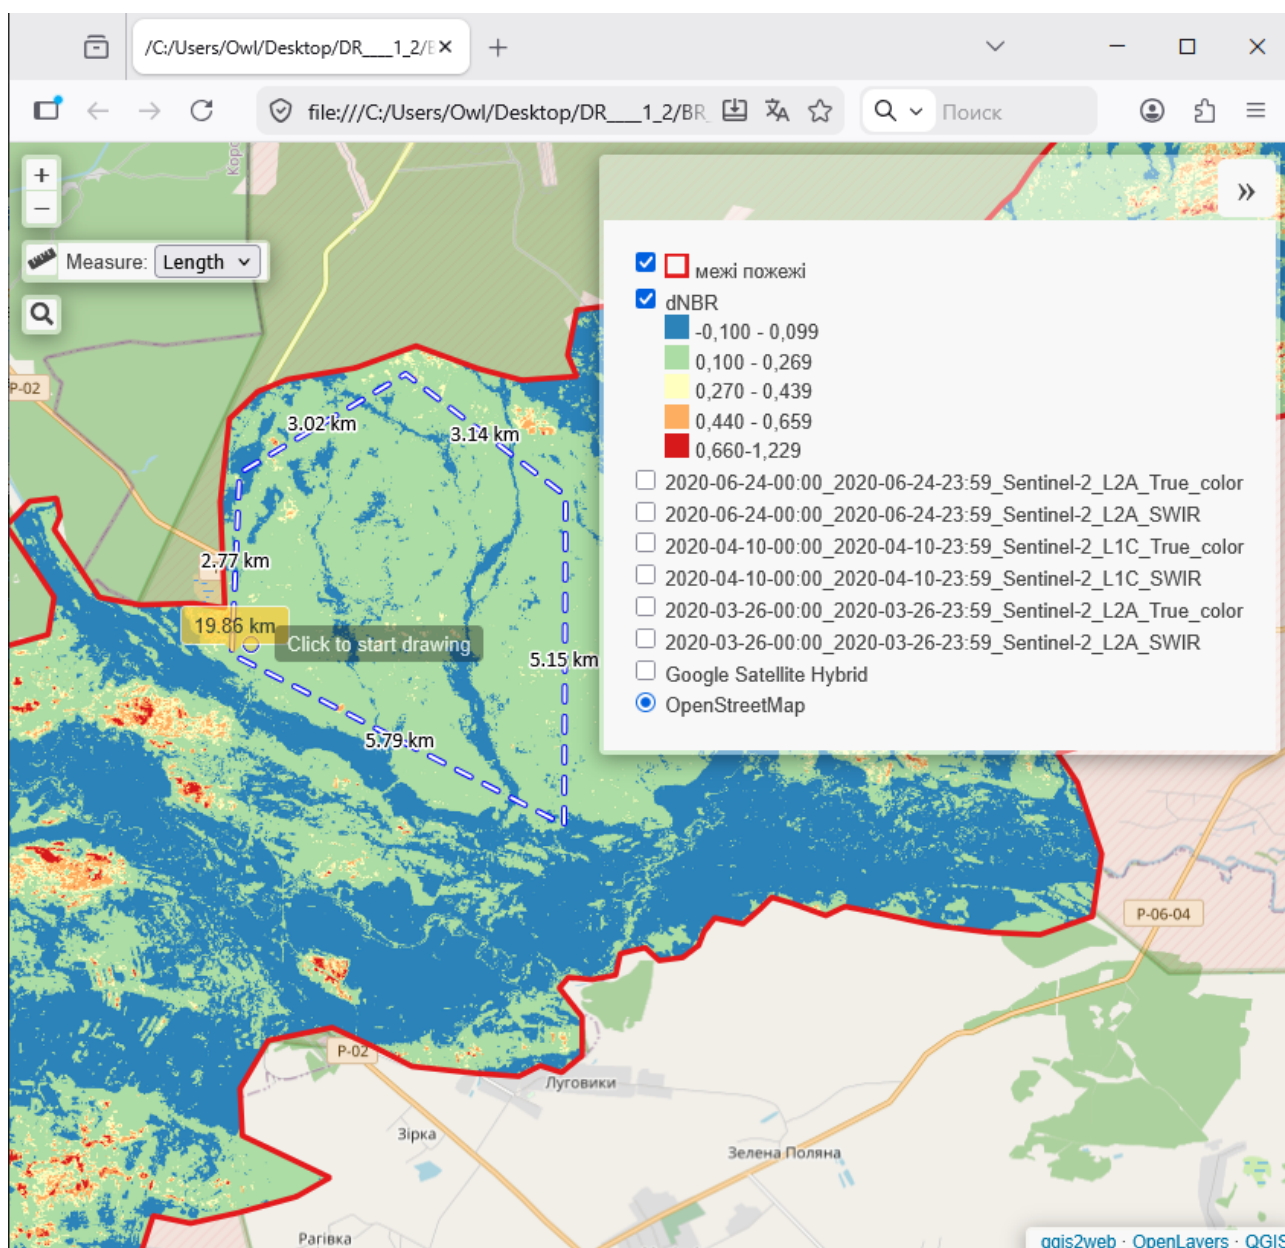 /C:/Users/Owl/Desktop/DR____1_2/
file:///C:/Users/Owl/Desktop/DR____1_2/BR_
Поиск
Коро
+
−
Measure: Length
»
межі пожежі
dNBR
-0,100 - 0,099
0,100 - 0,269
0,270 - 0,439
0,440 - 0,659
0,660-1,229
2020-06-24-00:00_2020-06-24-23:59_Sentinel-2_L2A_True_color
2020-06-24-00:00_2020-06-24-23:59_Sentinel-2_L2A_SWIR
2020-04-10-00:00_2020-04-10-23:59_Sentinel-2_L1C_True_color
2020-04-10-00:00_2020-04-10-23:59_Sentinel-2_L1C_SWIR
2020-03-26-00:00_2020-03-26-23:59_Sentinel-2_L2A_True_color
2020-03-26-00:00_2020-03-26-23:59_Sentinel-2_L2A_SWIR
Google Satellite Hybrid
OpenStreetMap
P-02
3.02 km
3.14 km
2.77 km
19.86 km
Click to start drawing
5.15 km
5.79 km
P-06-04
P-02
Луговики
Зірка
Зелена Поляна
Рагівка
qgis2web · OpenLayers · QGIS